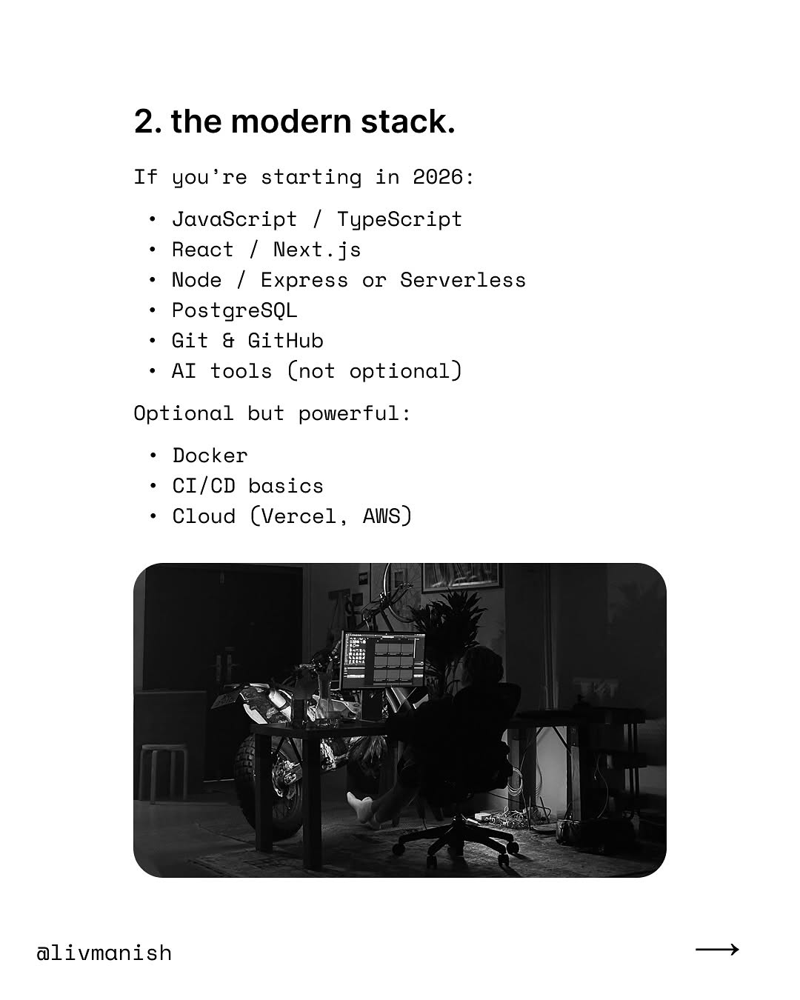 2. the modern stack.
If you’re starting in 2026:
• JavaScript / TypeScript
• React / Next.js
• Node / Express or Serverless
• PostgreSQL
• Git & GitHub
• AI tools (not optional)
Optional but powerful:
• Docker
• CI/CD basics
• Cloud (Vercel, AWS)
@livmanish